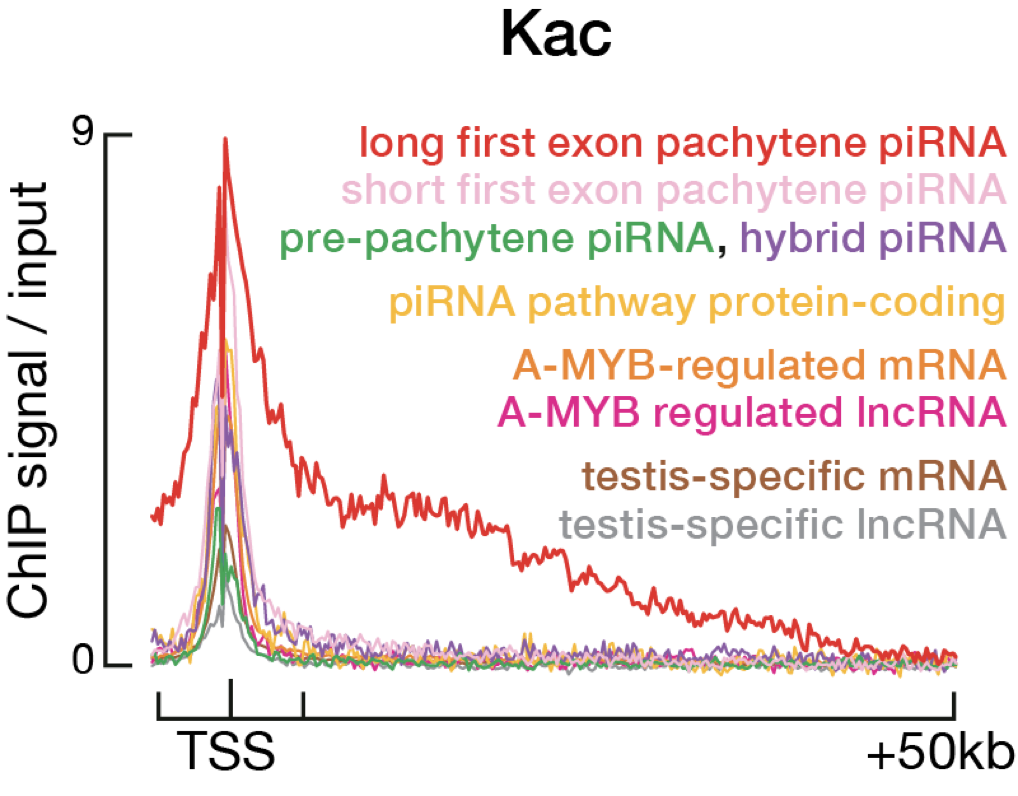 Kac
9
long first exon pachytene piRNA
short first exon pachytene piRNA
pre-pachytene piRNA, hybrid piRNA
piRNA pathway protein-coding
A-MYB-regulated mRNA
A-MYB regulated lncRNA
testis-specific mRNA
testis-specific lncRNA
ChIP signal / input
0
TSS
+50kb